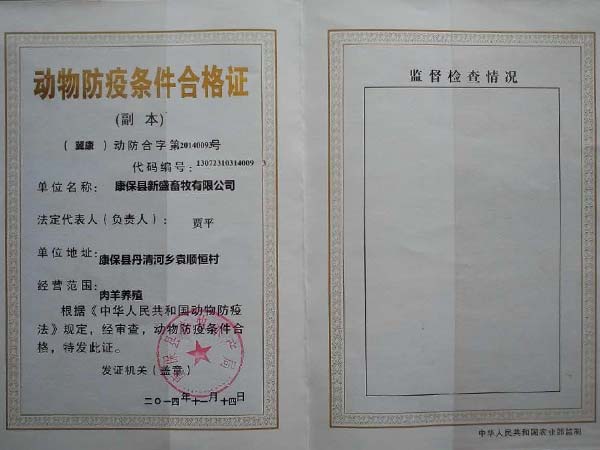 动物防疫条件合格证
(副 本)
(冀康)动防合字第20140093号
代码编号:13072310314009 3
单位名称: 康保县新盛畜牧有限公司
法定代表人(负责人): 贾平
单位地址: 康保县丹清河乡袁顺恒村
经营范围: 肉羊养殖
根据《中华人民共和国动物防疫
法》规定,经审查,动物防疫条件合
格,特发此证。
发证机关(盖章)
二〇一四年十一月十四日
监督检查情况
中华人民共和国农业部监制